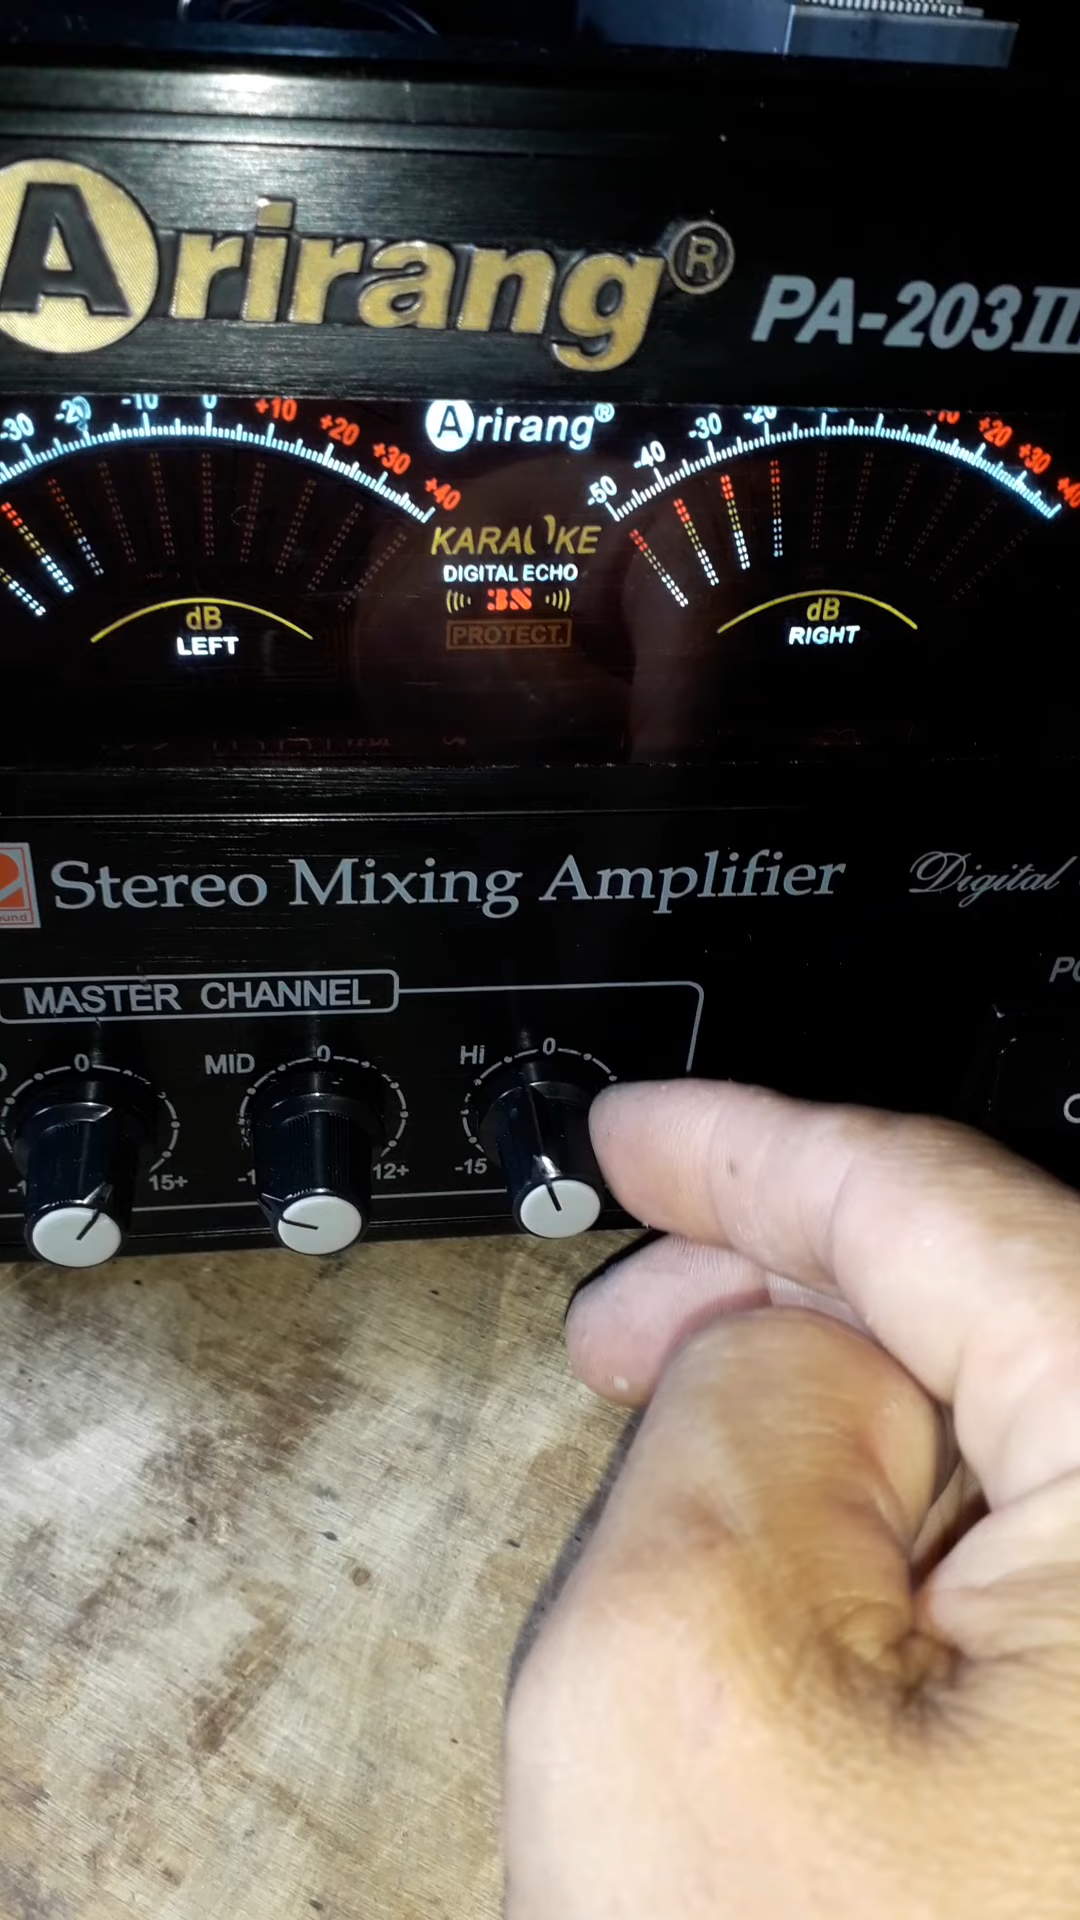 Arirang® PA-203III
-30 -20 -10 0 +10 +20 +30 +40
Arirang®
-50 -40 -30 -20 +10 +20 +30 +40
KARAOKE
DIGITAL ECHO
PROTECT.
dB
LEFT
dB
RIGHT
Stereo Mixing Amplifier Digital
MASTER CHANNEL
0
MID 0
Hi 0
15+
12+
-15